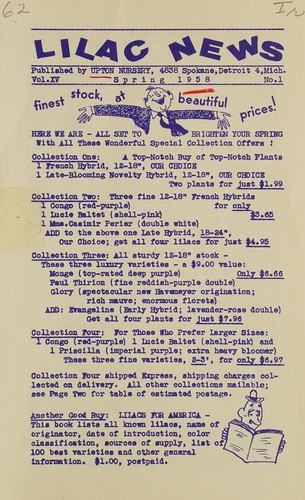 62
In
LILAC NEWS
Published by UPTON NURSERY, 4838 Spokane, Detroit 4, Mich.
Vol.XV Spring 1958 No.1
finest stock, at beautiful prices!
HERE WE ARE - ALL SET TO BRIGHTEN YOUR SPRING
With All These Wonderful Special Collection Offers !
Collection One: A Top-Notch Buy of Top-Notch Plants
1 French Hybrid, 12-18", OUR CHOICE
1 Late-Blooming Novelty Hybrid, 12-18", OUR CHOICE
Two plants for just $1.99
Collection Two: Three fine 12-18" French Hybrids
1 Congo (red-purple) for only
1 Lucie Baltet (shell-pink) $3.65
1 Mme.Casimir Perier (double white)
ADD to the above one Late Hybrid, 18-24",
Our Choice; get all four lilacs for just $4.95
Collection Three: All sturdy 12-18" stock -
These three luxury varieties - a $9.00 value:
Monge (top-rated deep purple) Only $6.66
Paul Thirion (fine reddish-purple double)
Glory (spectacular new Havemeyer origination;
rich mauve; enormous florets)
ADD: Evangeline (Early Hybrid; lavender-rose double)
Get all four plants for just $7.96
Collection Four: For Those Who Prefer Larger Sizes:
1 Congo (red-purple) 1 Lucie Baltet (shell-pink) and
1 Priscilla (imperial purple; extra heavy bloomer)
These three fine varieties, 2-3', for only $6.97
Collection Four shipped Express, shipping charges col-
lected on delivery. All other collections mailable;
see Page Two for table of estimated postage.
Another Good Buy: LILACS FOR AMERICA -
This book lists all known lilacs, name of
originator, date of introduction, color
classification, sources of supply, list of
100 best varieties and other general
information. $1.00, postpaid.